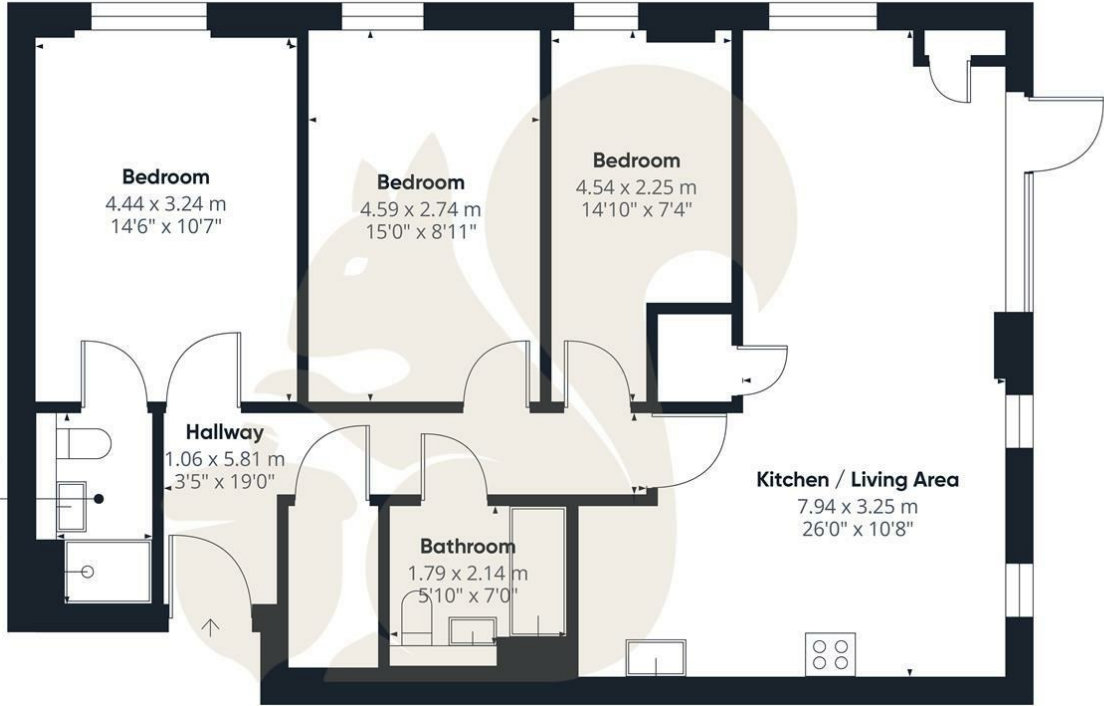 Bedroom
4.44 x 3.24 m
14'6" x 10'7"
Bedroom
4.59 x 2.74 m
15'0" x 8'11"
Bedroom
4.54 x 2.25 m
14'10" x 7'4"
Hallway
1.06 x 5.81 m
3'5" x 19'0"
Kitchen / Living Area
7.94 x 3.25 m
26'0" x 10'8"
Bathroom
1.79 x 2.14 m
5'10" x 7'0"